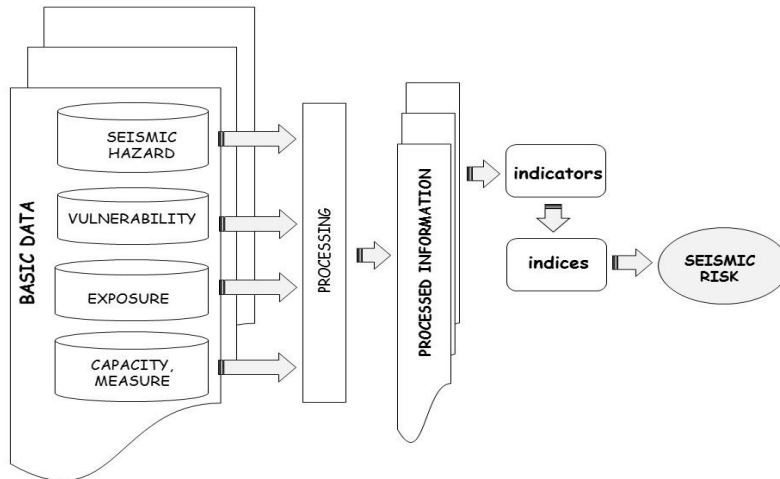 BASIC DATA
SEISMIC
HAZARD
VULNERABILITY
EXPOSURE
CAPACITY,
MEASURE
PROCESSING
PROCESSED INFORMATION
indicators
indices
SEISMIC
RISK